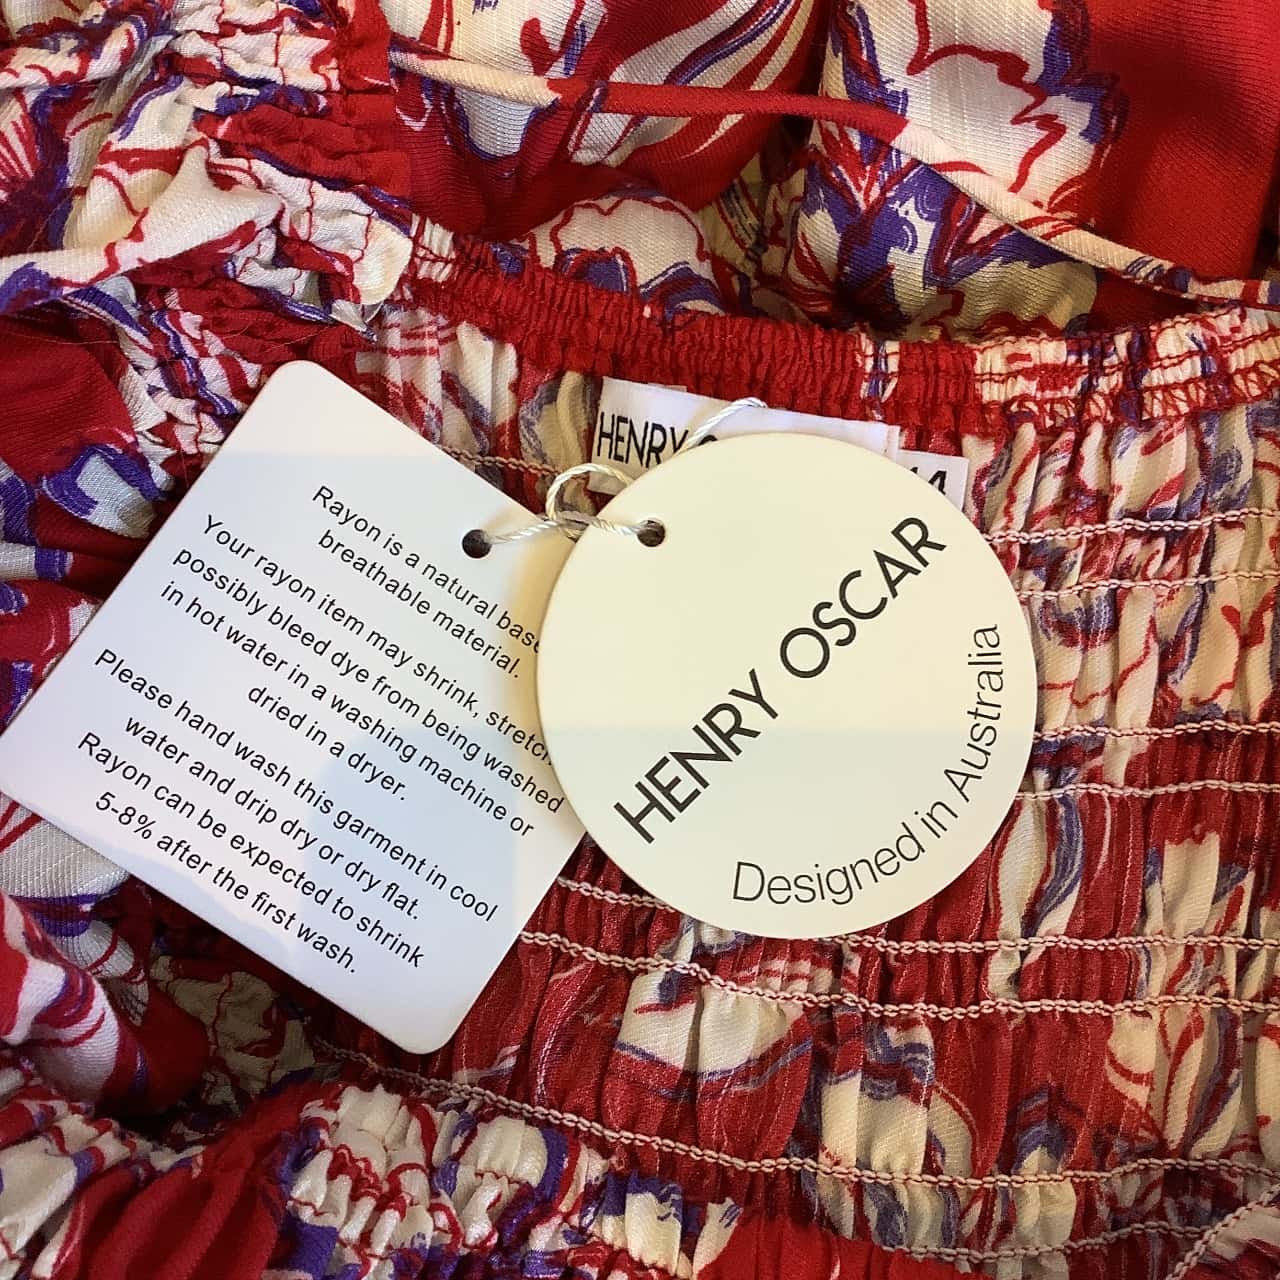 Rayon is a natural base
breathable material.
Your rayon item may shrink, stretch,
possibly bleed dye from being washed
in hot water in a washing machine or
dried in a dryer.
Please hand wash this garment in cool
water and drip dry or dry flat.
Rayon can be expected to shrink
5-8% after the first wash.
HENRY
HENRY OSCAR
Designed in Australia